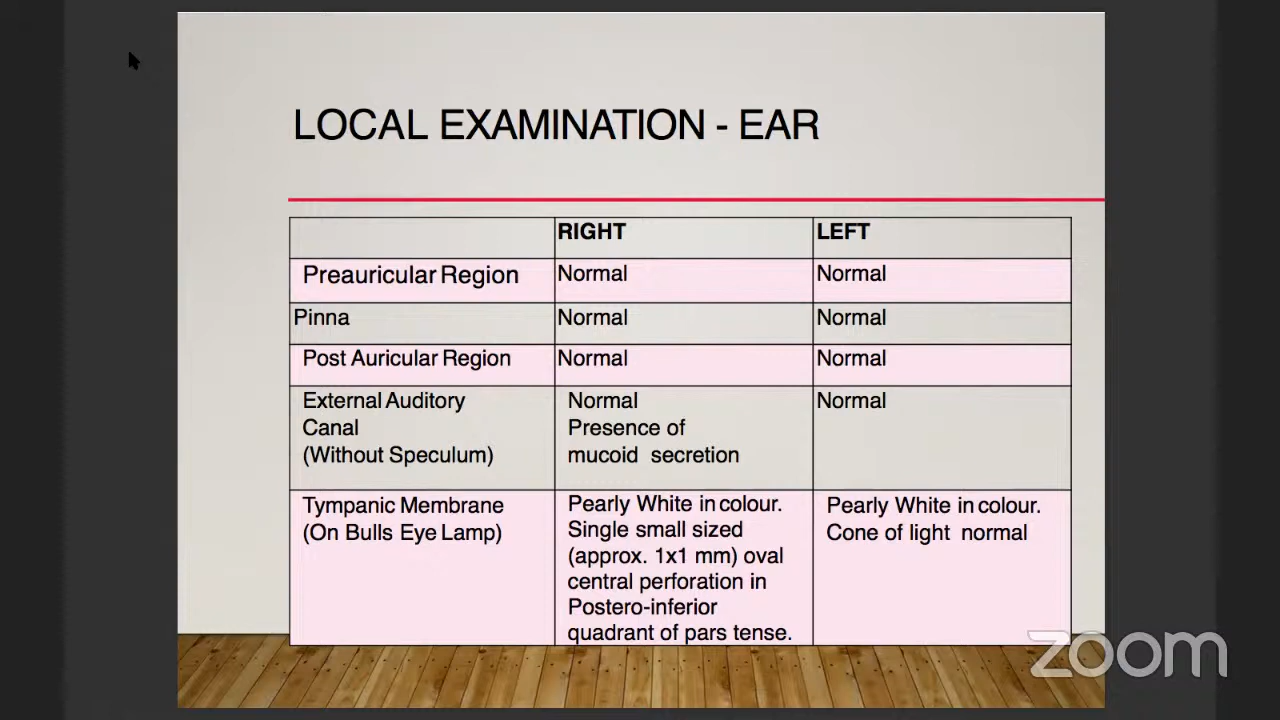 LOCAL EXAMINATION - EAR
RIGHT LEFT
Preauricular Region Normal Normal
Pinna Normal Normal
Post Auricular Region Normal Normal
External Auditory Normal Normal
Canal Presence of
(Without Speculum) mucoid secretion
Tympanic Membrane Pearly White in colour. Pearly White in colour.
(On Bulls Eye Lamp) Single small sized Cone of light normal
(approx. 1x1 mm) oval
central perforation in
Postero-inferior
quadrant of pars tense.
zoom